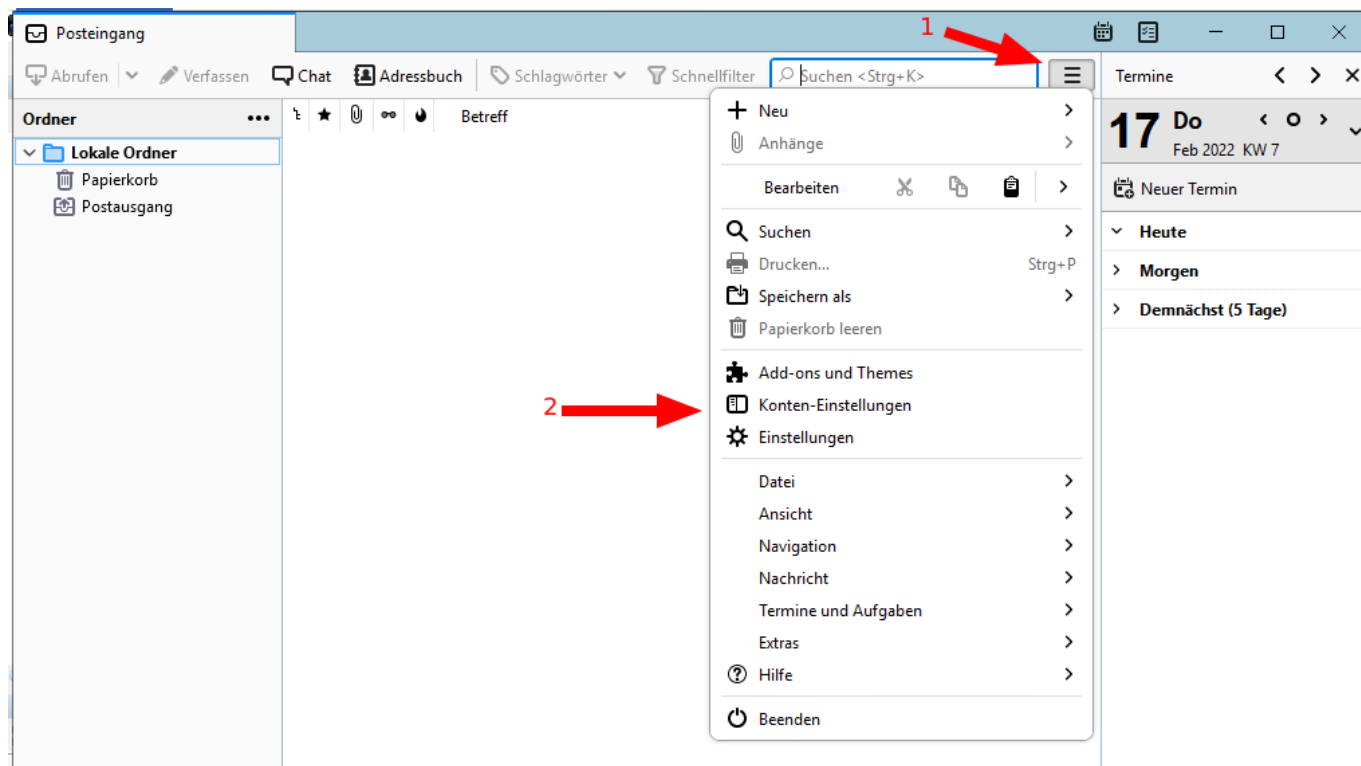 Posteingang
1
Abrufen Verfassen Chat Adressbuch Schlagwörter Schnellfilter Suchen <Strg+K> Termine
Ordner
Betreff
Lokale Ordner
Papierkorb
Postausgang
Neu
Anhänge
Bearbeiten
Suchen
Drucken... Strg+P
Speichern als
Papierkorb leeren
Add-ons und Themes
2
Konten-Einstellungen
Einstellungen
Datei
Ansicht
Navigation
Nachricht
Termine und Aufgaben
Extras
Hilfe
Beenden
17 Do
Feb 2022 KW 7
Neuer Termin
Heute
Morgen
Demnächst (5 Tage)